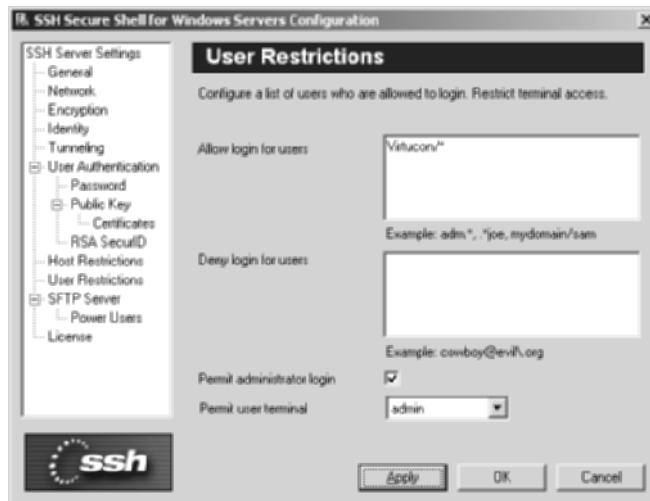 SSH Secure Shell for Windows Servers Configuration
SSH Server Settings
General
Network
Encryption
Identity
Tunneling
User Authentication
Password
Public Key
Certificates
RSA SecurID
Host Restrictions
User Restrictions
SFTP Server
Power Users
License
User Restrictions
Configure a list of users who are allowed to login. Restrict terminal access.
Allow login for users
Virtucon/*
Example: adm.*, .*joe, mydomain/sam
Deny login for users
Example: cowboy@evil\.org
Permit administrator login
Permit user terminal
admin
ssh
Apply
OK
Cancel